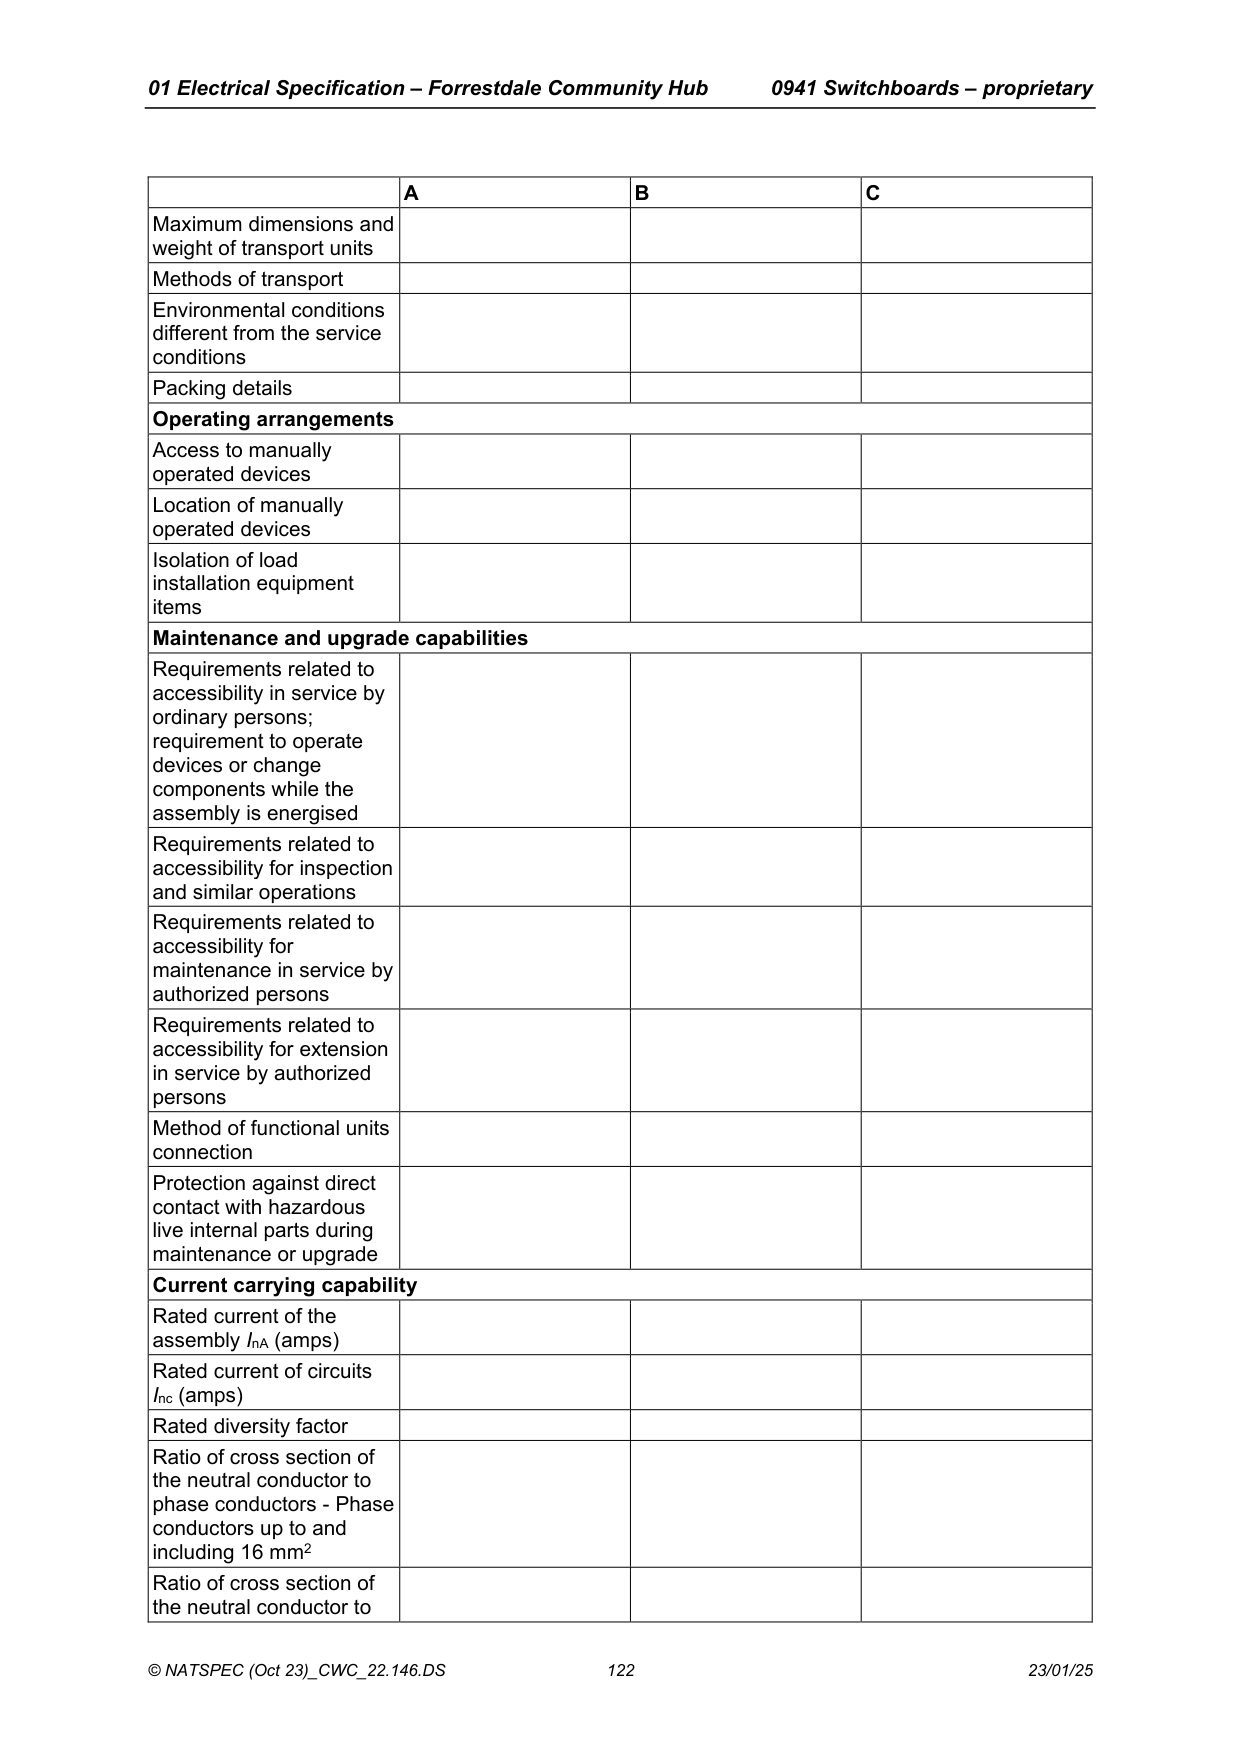 01 Electrical Specification – Forrestdale Community Hub 0941 Switchboards – proprietary
A B C
Maximum dimensions and
weight of transport units
Methods of transport
Environmental conditions
different from the service
conditions
Packing details
Operating arrangements
Access to manually
operated devices
Location of manually
operated devices
Isolation of load
installation equipment
items
Maintenance and upgrade capabilities
Requirements related to
accessibility in service by
ordinary persons;
requirement to operate
devices or change
components while the
assembly is energised
Requirements related to
accessibility for inspection
and similar operations
Requirements related to
accessibility for
maintenance in service by
authorized persons
Requirements related to
accessibility for extension
in service by authorized
persons
Method of functional units
connection
Protection against direct
contact with hazardous
live internal parts during
maintenance or upgrade
Current carrying capability
Rated current of the
assembly InA (amps)
Rated current of circuits
Inc (amps)
Rated diversity factor
Ratio of cross section of
the neutral conductor to
phase conductors - Phase
conductors up to and
including 16 mm²
Ratio of cross section of
the neutral conductor to
© NATSPEC (Oct 23)_CWC_22.146.DS 122 23/01/25